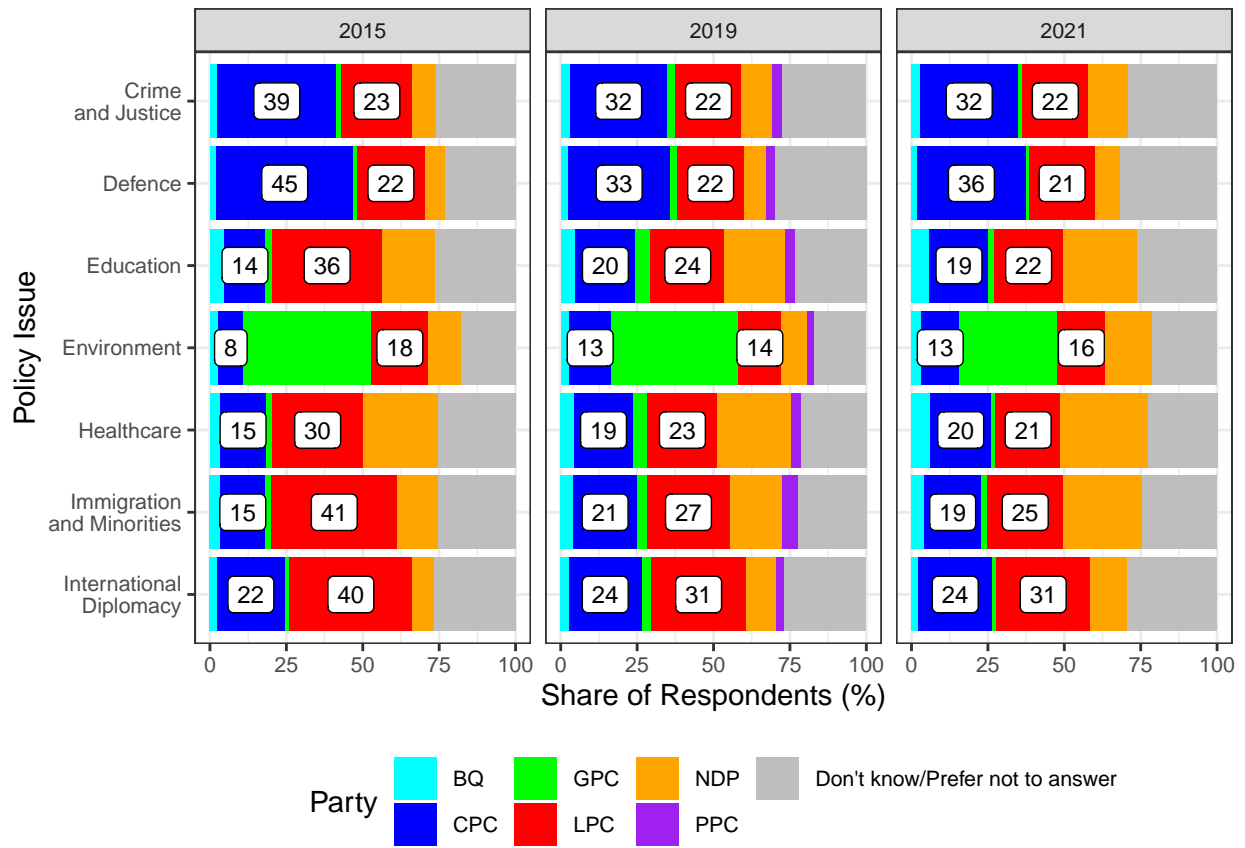 2015 2019 2021
Policy Issue
Crime
and Justice
39 23 32 22 32 22
Defence
45 22 33 22 36 21
Education
14 36 20 24 19 22
Environment
8 18 13 14 13 16
Healthcare
15 30 19 23 20 21
Immigration
and Minorities
15 41 21 27 19 25
International
Diplomacy
22 40 24 31 24 31
0 25 50 75 100 0 25 50 75 100 0 25 50 75 100
Share of Respondents (%)
Party
BQ GPC NDP Don't know/Prefer not to answer
CPC LPC PPC